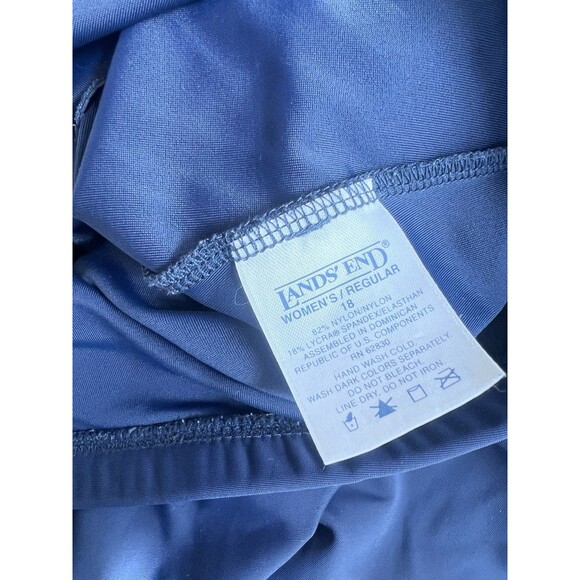 LANDS' END
WOMEN'S / REGULAR
18
82% NYLON/NYLON
18% LYCRA® SPANDEX/ELASTHAN
ASSEMBLED IN DOMINICAN
REPUBLIC OF U.S. COMPONENTS
RN 62830
HAND WASH COLD.
WASH DARK COLORS SEPARATELY.
DO NOT BLEACH.
LINE DRY. DO NOT IRON.